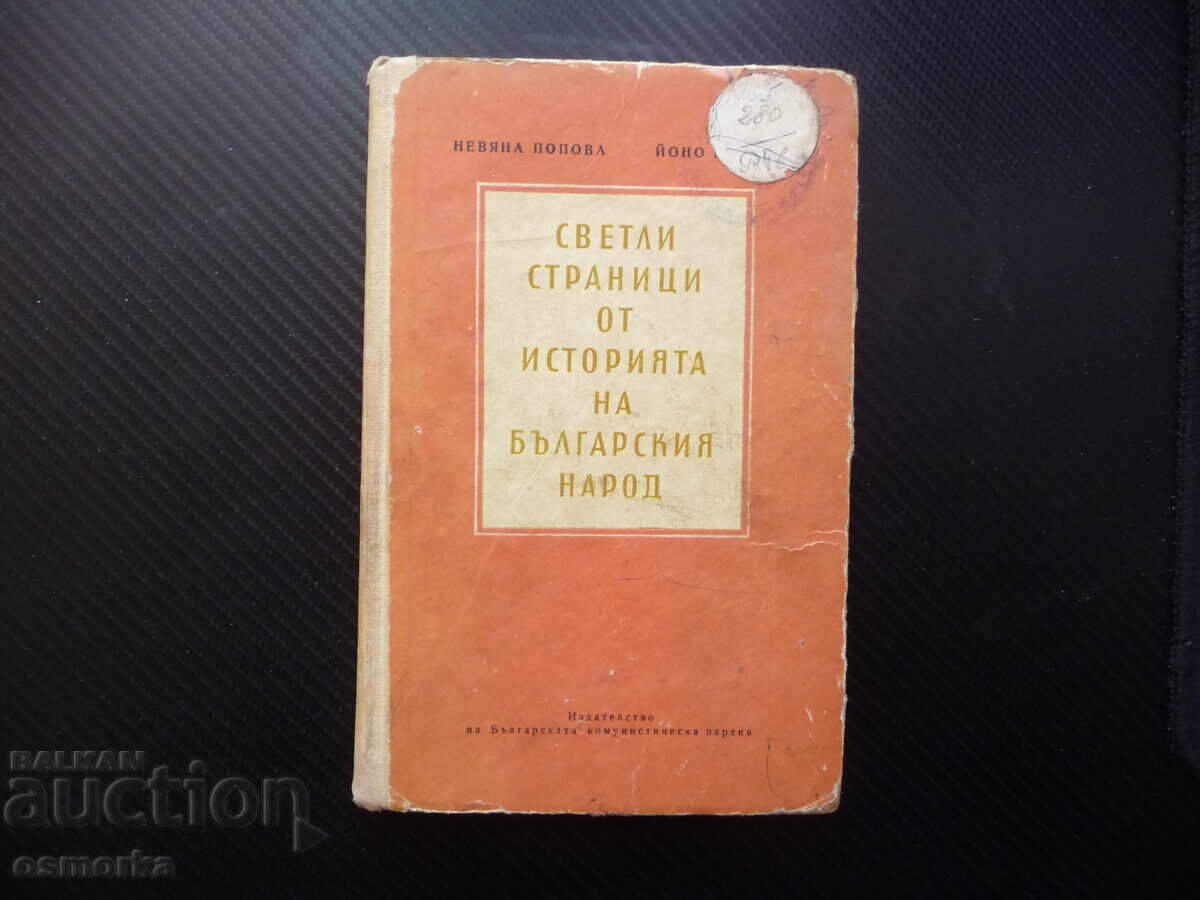 НЕВЯНА ПОПОВА ЙОНО
280
СВЕТЛИ
СТРАНИЦИ
ОТ
ИСТОРИЯТА
НА
БЪЛГАРСКИЯ
НАРОД
Издателство
на Българската комунистическа партия
BALKAN
auction
osmorka